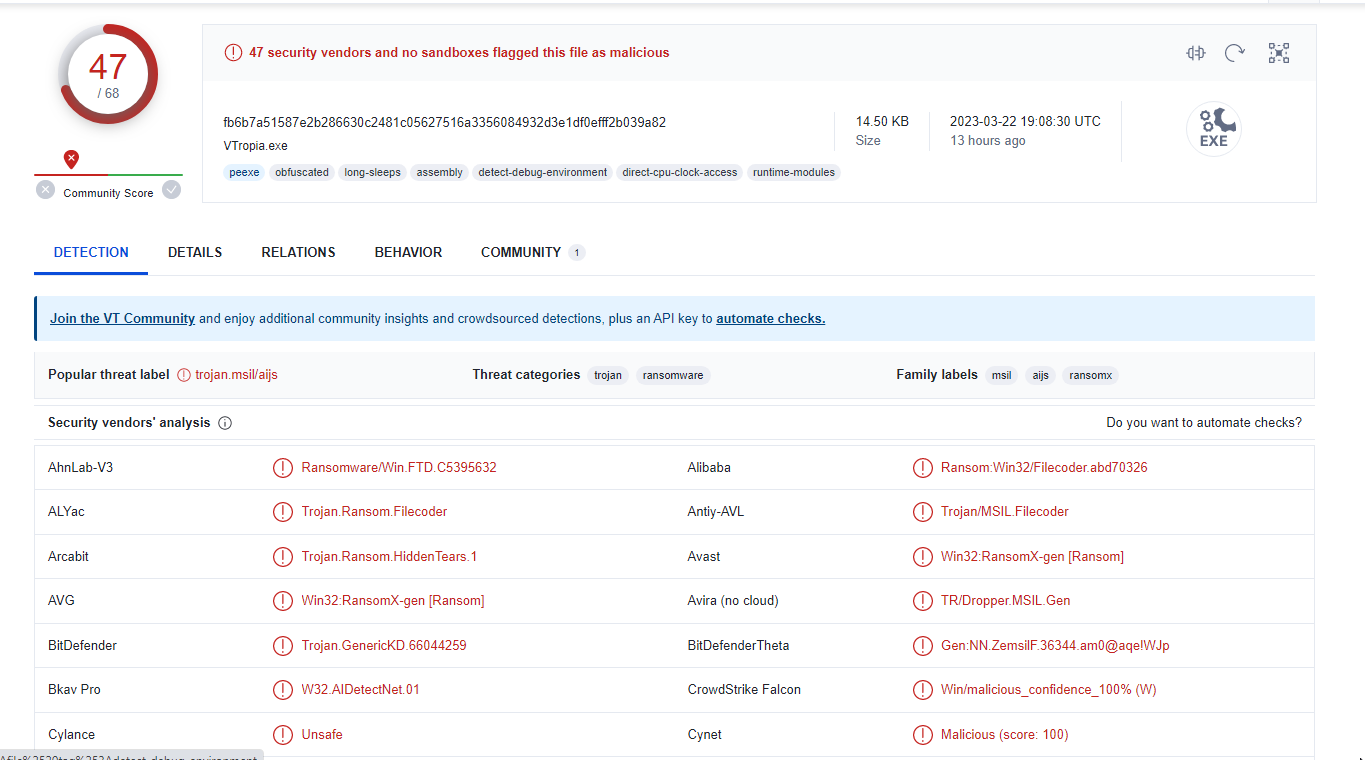 47
/ 68
Community Score
47 security vendors and no sandboxes flagged this file as malicious
fb6b7a51587e2b286630c2481c05627516a3356084932d3e1df0efff2b039a82
VTropia.exe
peexe obfuscated long-sleeps assembly detect-debug-environment direct-cpu-clock-access runtime-modules
14.50 KB
Size
2023-03-22 19:08:30 UTC
13 hours ago
EXE
DETECTION DETAILS RELATIONS BEHAVIOR COMMUNITY 1
Join the VT Community and enjoy additional community insights and crowdsourced detections, plus an API key to automate checks.
Popular threat label trojan.msil/aijs Threat categories trojan ransomware Family labels msil aijs ransomx
Security vendors' analysis Do you want to automate checks?
AhnLab-V3 Ransomware/Win.FTD.C5395632 Alibaba Ransom:Win32/Filecoder.abd70326
ALYac Trojan.Ransom.Filecoder Antiy-AVL Trojan/MSIL.Filecoder
Arcabit Trojan.Ransom.HiddenTears.1 Avast Win32:RansomX-gen [Ransom]
AVG Win32:RansomX-gen [Ransom] Avira (no cloud) TR/Dropper.MSIL.Gen
BitDefender Trojan.GenericKD.66044259 BitDefenderTheta Gen:NN.ZemsilF.36344.am0@aqe!WJp
Bkav Pro W32.AIDetectNet.01 CrowdStrike Falcon Win/malicious_confidence_100% (W)
Cylance Unsafe Cynet Malicious (score: 100)